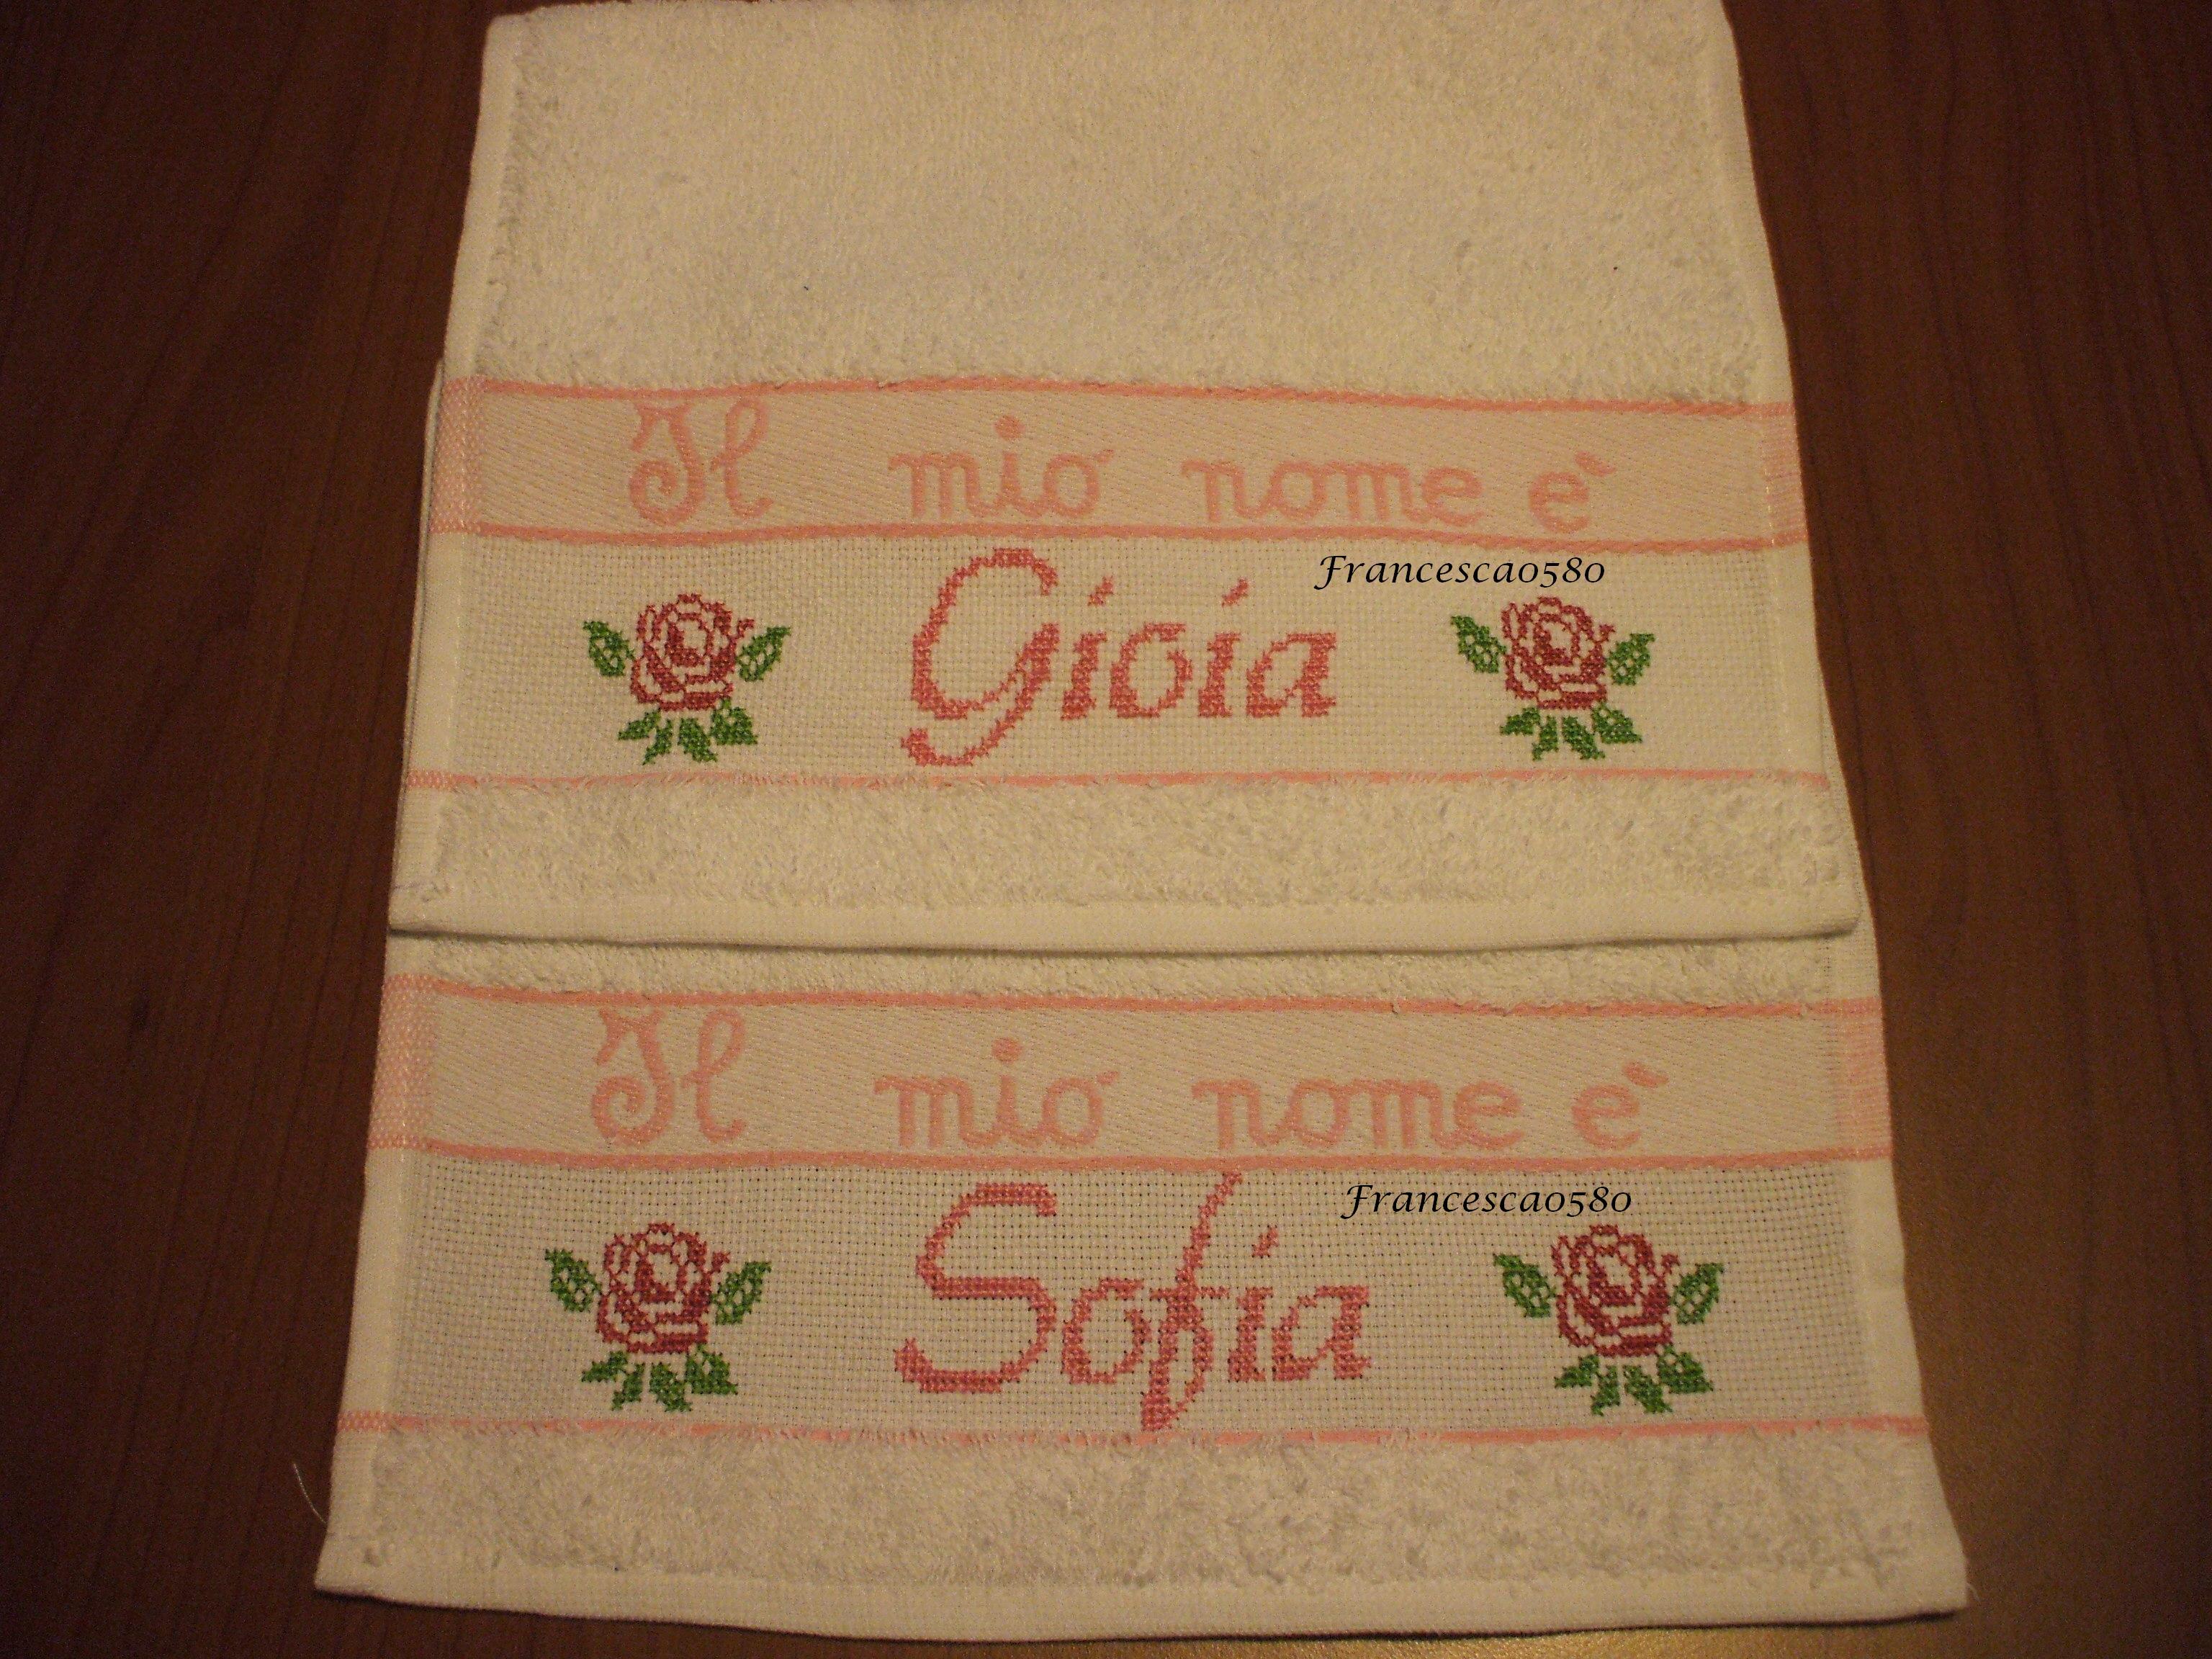 Il mio nome è
Francesca0580
Gioia
Il mio nome è
Francesca0580
Sofia